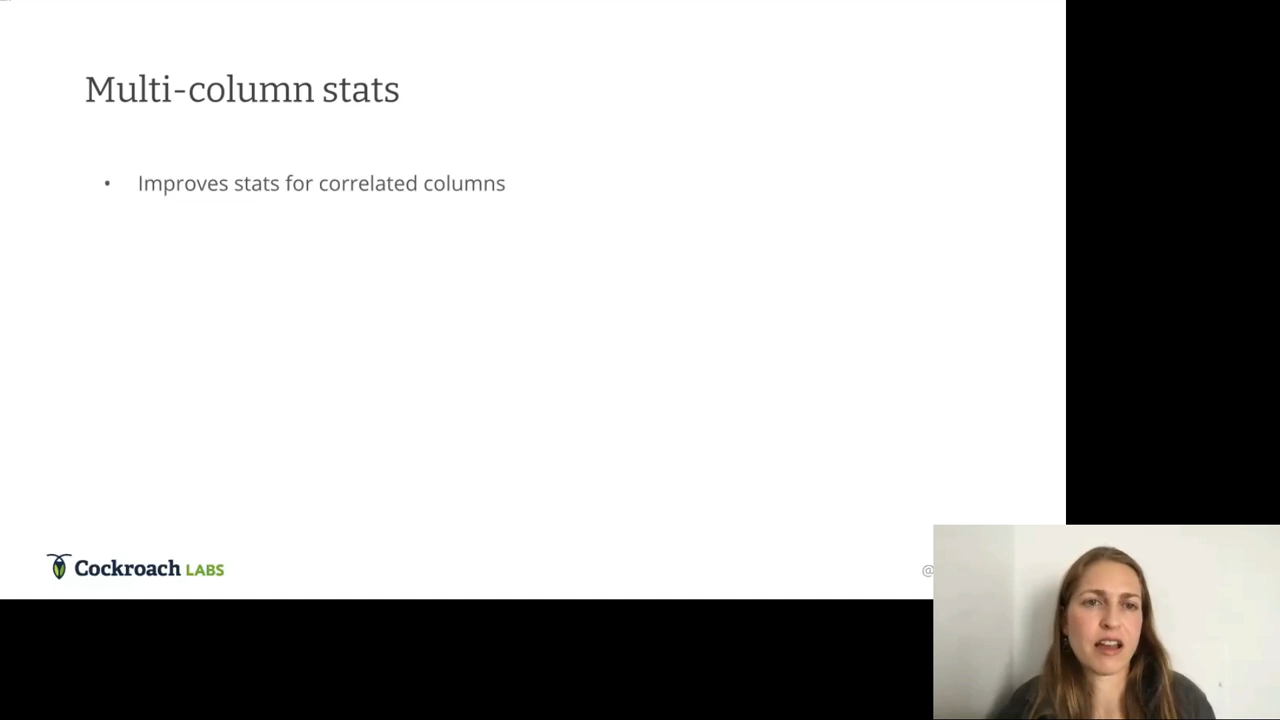 Multi-column stats
• Improves stats for correlated columns
Cockroach LABS
@